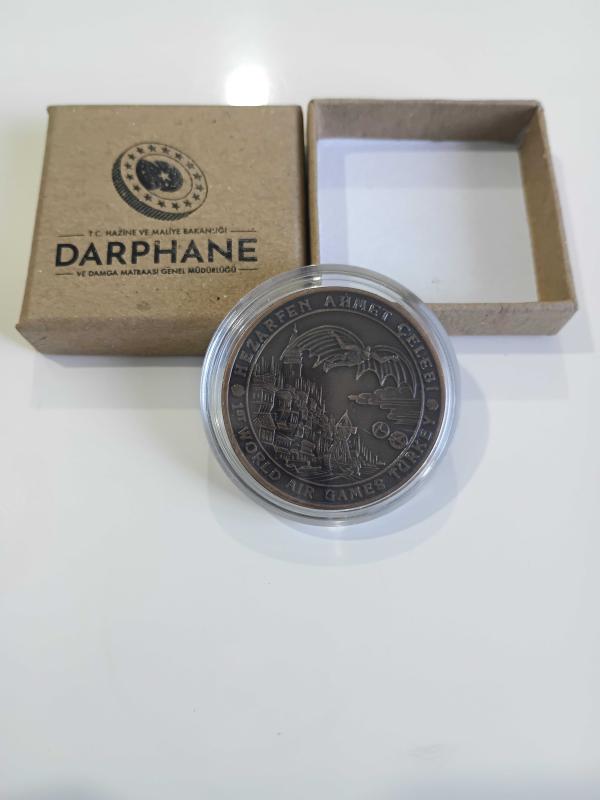 T.C. HAZİNE VE MALİYE BAKANLIĞI
DARPHANE
VE DAMGA MATBAASI GENEL MÜDÜRLÜĞÜ
HEZARFEN AHMET ÇELEBİ
1st WORLD AIR GAMES TURKEY